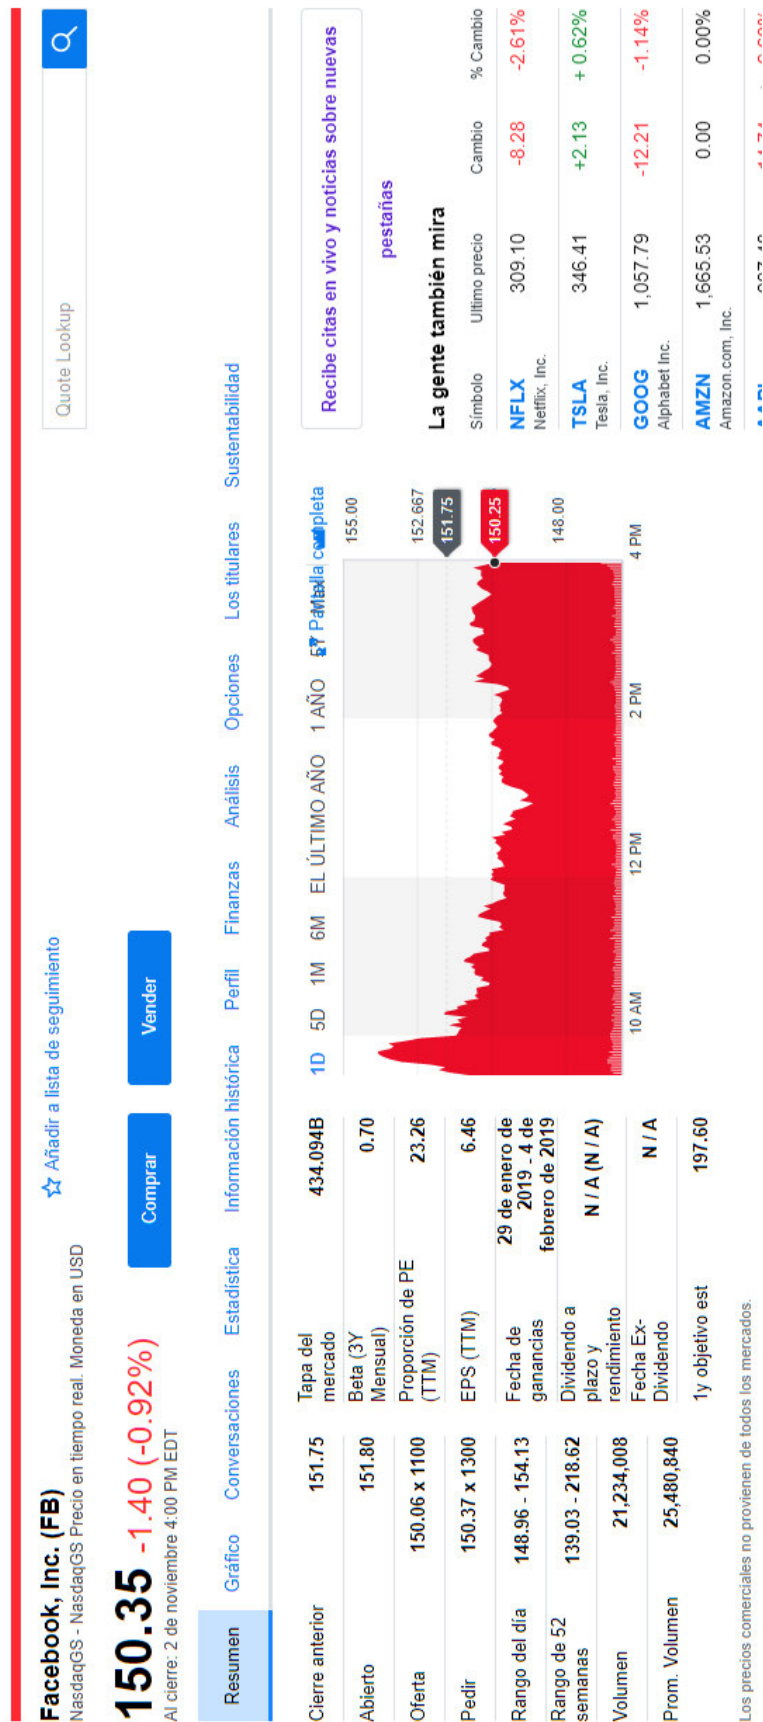 Quote Lookup
Facebook, Inc. (FB)
NasdaqGS - NasdaqGS Precio en tiempo real. Moneda en USD
Añadir a lista de seguimiento
150.35 -1.40 (-0.92%)
Al cierre: 2 de noviembre 4:00 PM EDT
Comprar
Vender
Resumen Gráfico Conversaciones Estadística Información histórica Perfil Finanzas Análisis Opciones Los titulares Sustentabilidad
Cierre anterior 151.75
Abierto 151.80
Oferta 150.06 x 1100
Pedir 150.37 x 1300
Rango del día 148.96 - 154.13
Rango de 52
semanas 139.03 - 218.62
Volumen 21,234,008
Prom. Volumen 25,480,840
Tapa del
mercado 434.094B
Beta (3Y
Mensual) 0.70
Proporción de PE
(TTM) 23.26
EPS (TTM) 6.46
Fecha de
ganancias
29 de enero de
2019 - 4 de
febrero de 2019
Dividendo a
plazo y
rendimiento
N / A (N / A)
Fecha Ex-
Dividendo N / A
1y objetivo est 197.60
1D 5D 1M 6M EL ÚLTIMO AÑO 1 AÑO 5Y Max
Pantalla completa
155.00
152.667
151.75
150.25
148.00
10 AM 12 PM 2 PM 4 PM
Recibe citas en vivo y noticias sobre nuevas
pestañas
La gente también mira
Símbolo Ultimo precio Cambio % Cambio
NFLX 309.10 -8.28 -2.61%
Netflix, Inc.
TSLA 346.41 +2.13 + 0.62%
Tesla, Inc.
GOOG 1,057.79 -12.21 -1.14%
Alphabet Inc.
AMZN 1,665.53 0.00 0.00%
Amazon.com, Inc.
Los precios comerciales no provienen de todos los mercados.